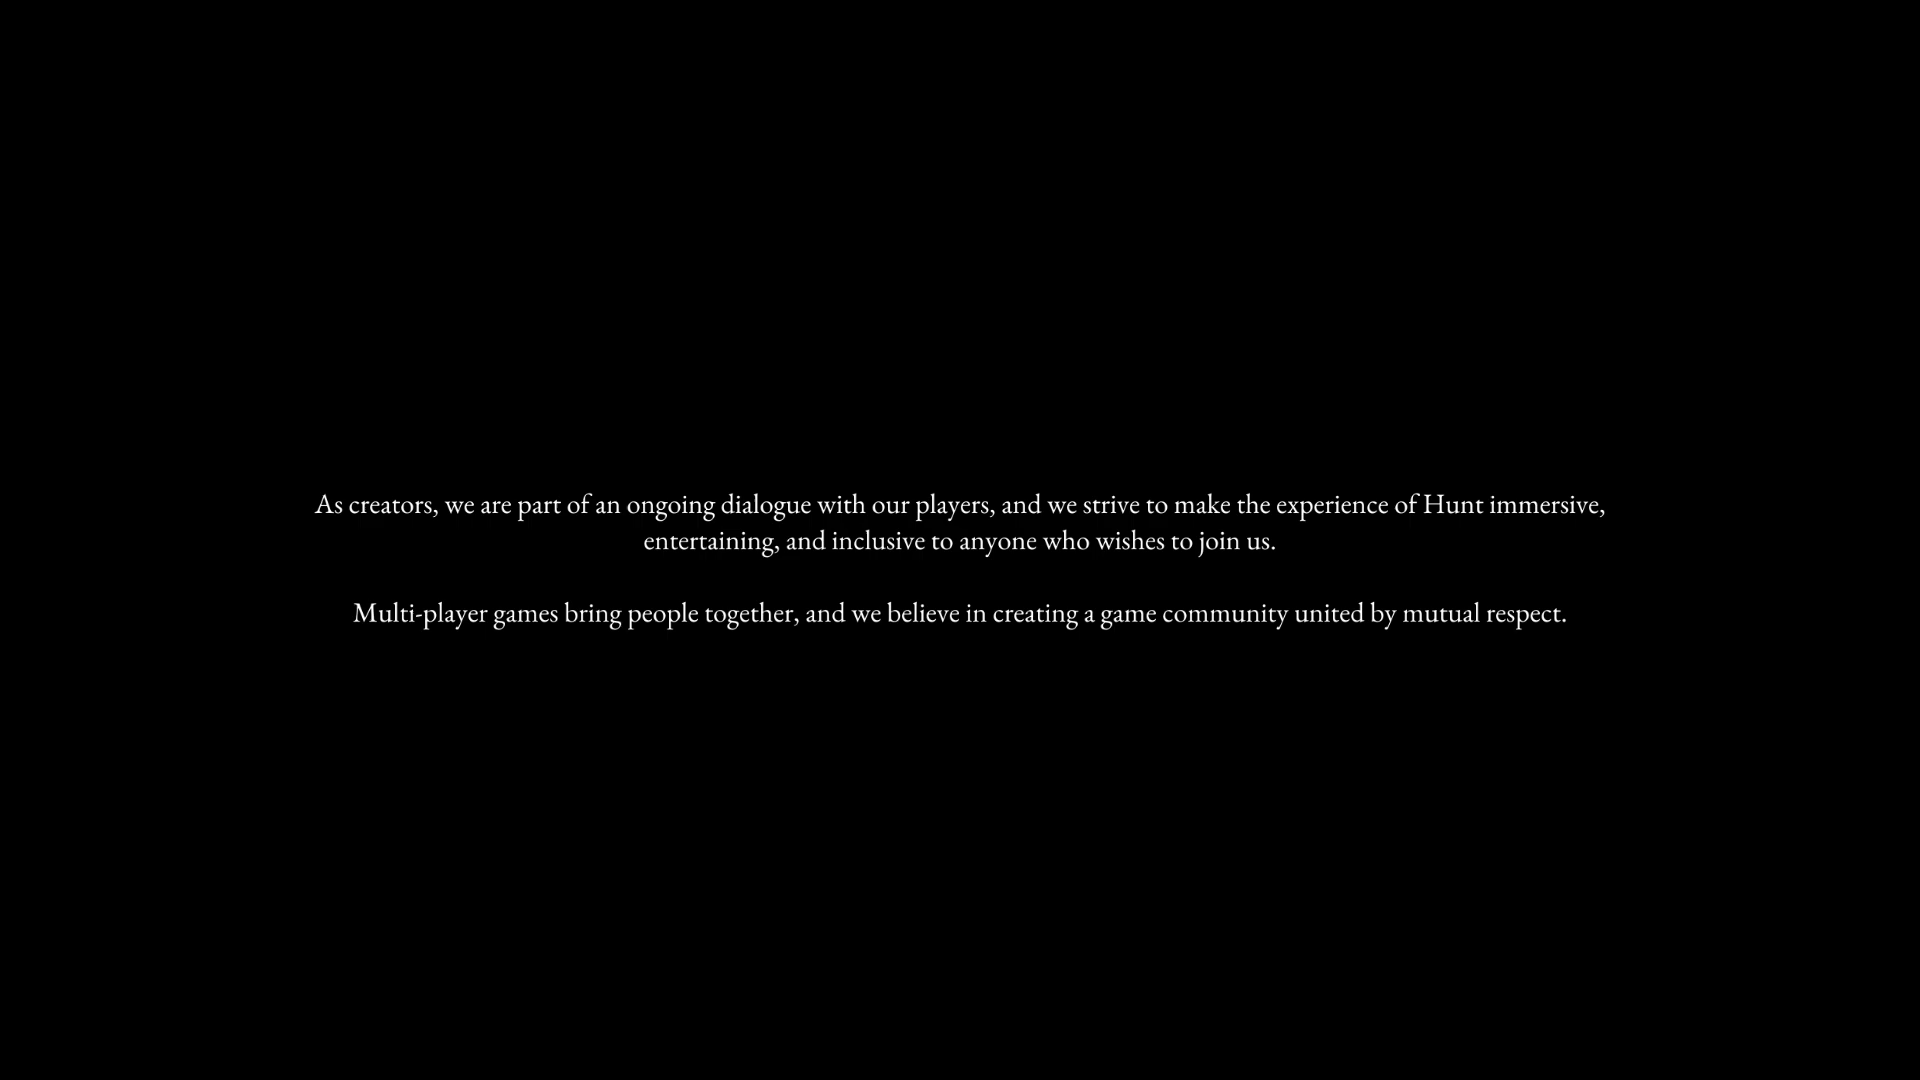 As creators, we are part of an ongoing dialogue with our players, and we strive to make the experience of Hunt immersive,
entertaining, and inclusive to anyone who wishes to join us.
Multi-player games bring people together, and we believe in creating a game community united by mutual respect.